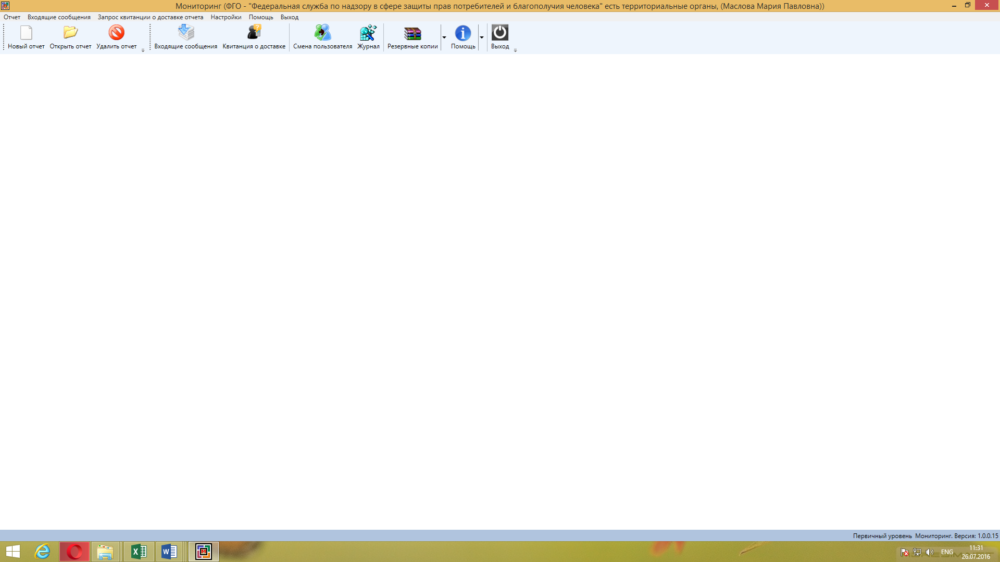 Мониторинг (ФГО - "Федеральная служба по надзору в сфере защиты прав потребителей и благополучия человека" есть территориальные органы, (Маслова Мария Павловна))
Отчет Входящие сообщения Запрос квитанции о доставке отчета Настройки Помощь Выход
Новый отчет Открыть отчет Удалить отчет Входящие сообщения Квитанция о доставке Смена пользователя Журнал Резервные копии Помощь Выход
Первичный уровень Мониторинг. Версия: 1.0.0.15
ENG
11:31
26.07.2016